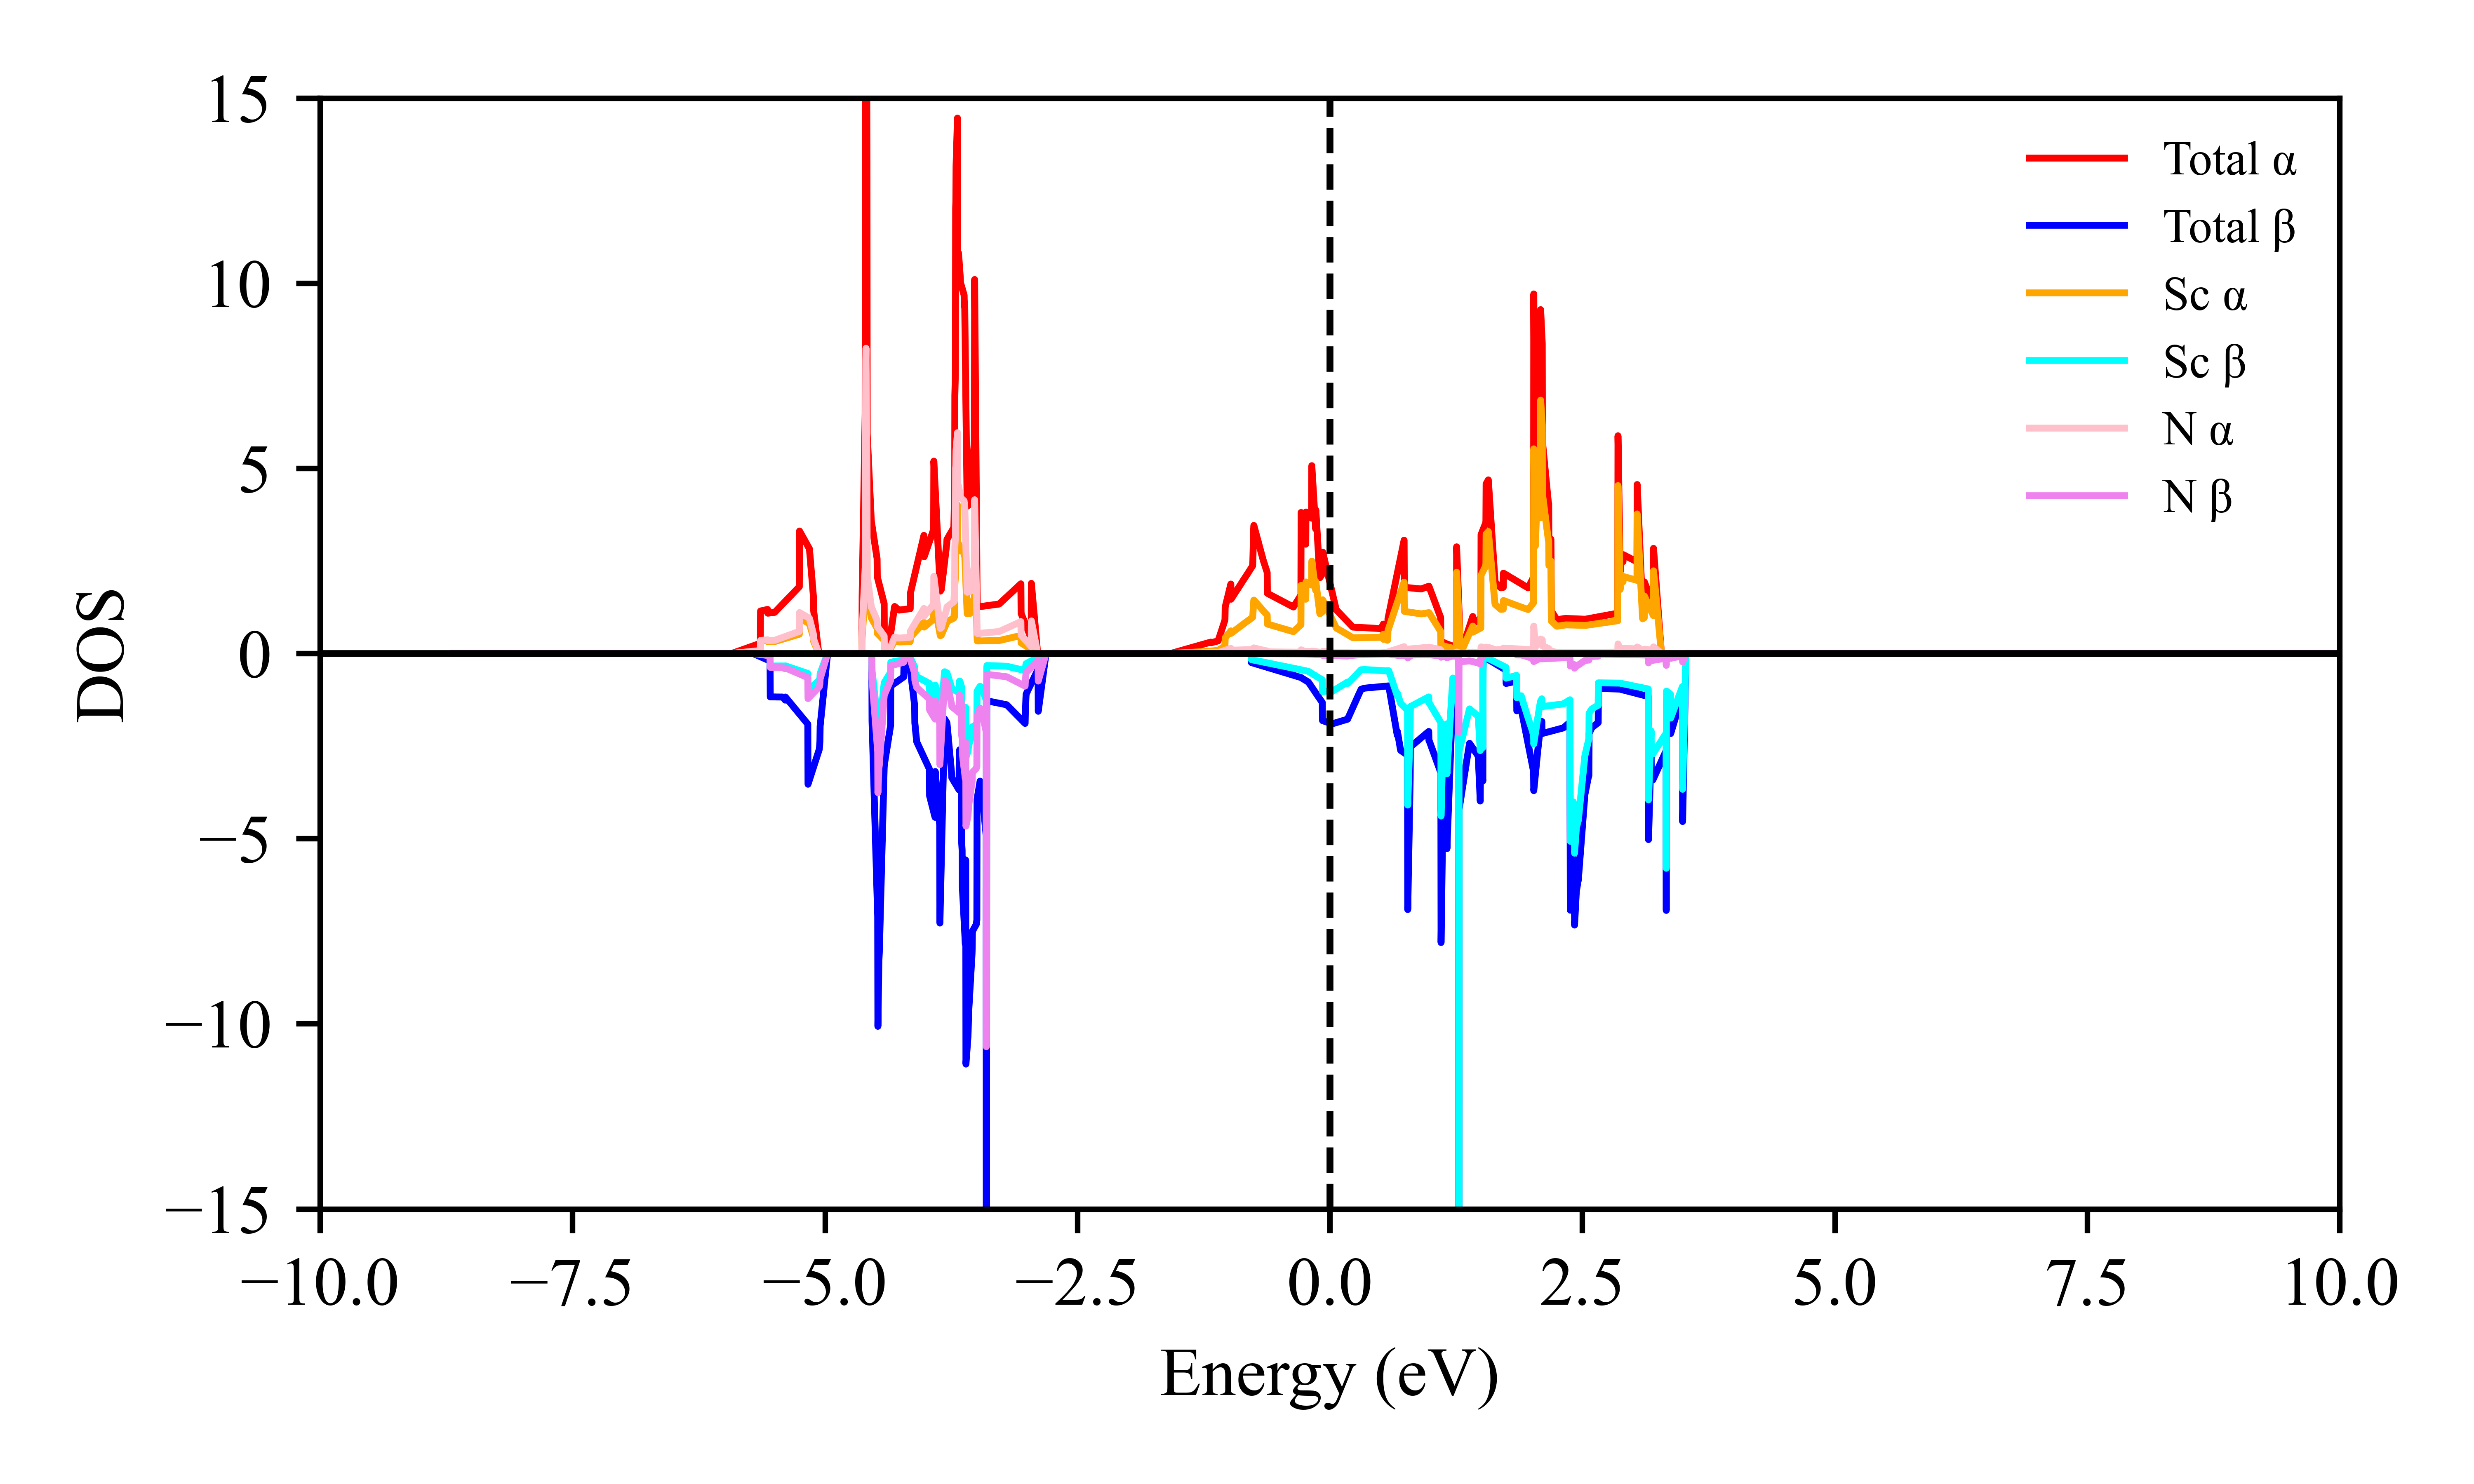 15
10
5
0
−5
−10
−15
DOS
Total α
Total β
Sc α
Sc β
N α
N β
−10.0 −7.5 −5.0 −2.5 0.0 2.5 5.0 7.5 10.0
Energy (eV)